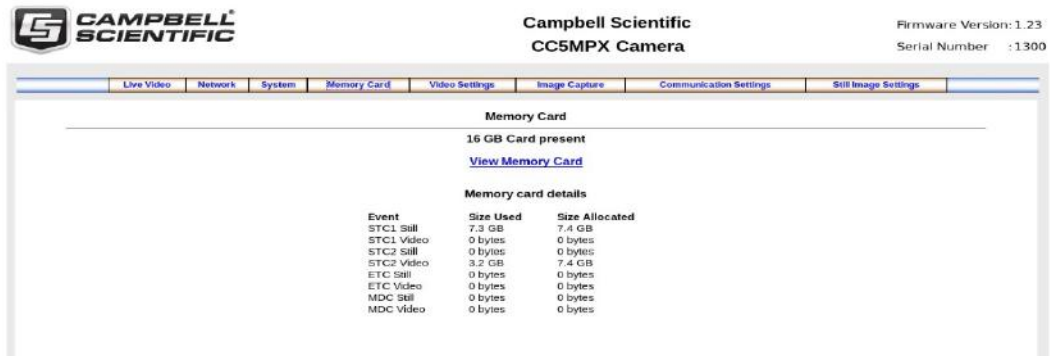 CAMPBELL SCIENTIFIC
Campbell Scientific
CC5MPX Camera
Firmware Version: 1.23
Serial Number : 1300
Live Video Network System Memory Card Video Settings Image Capture Communication Settings Still Image Settings
Memory Card
16 GB Card present
View Memory Card
Memory card details
Event Size Used Size Allocated
STC1 Still 7.3 GB 7.4 GB
STC1 Video 0 bytes 0 bytes
STC2 Still 0 bytes 0 bytes
STC2 Video 3.2 GB 7.4 GB
ETC Still 0 bytes 0 bytes
ETC Video 0 bytes 0 bytes
MDC Still 0 bytes 0 bytes
MDC Video 0 bytes 0 bytes